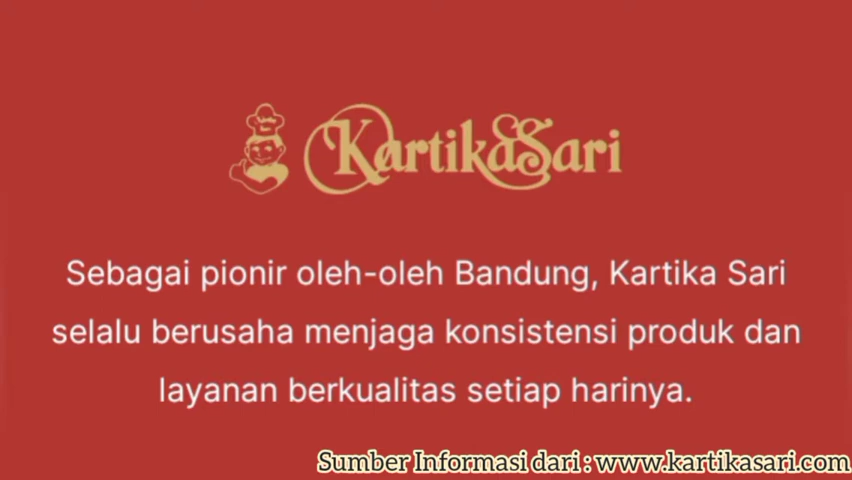 KartikaSari
Sebagai pionir oleh-oleh Bandung, Kartika Sari
selalu berusaha menjaga konsistensi produk dan
layanan berkualitas setiap harinya.
Sumber Informasi dari : www.kartikasari.com